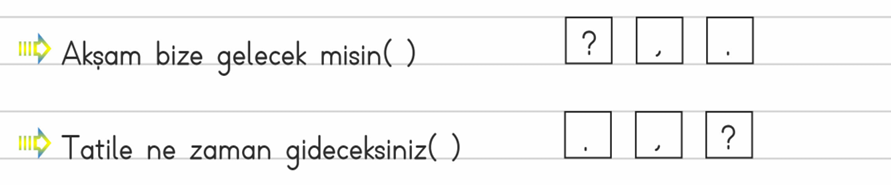 Akşam bize gelecek misin( ) ? , .
Tatile ne zaman gideceksiniz( ) . , ?